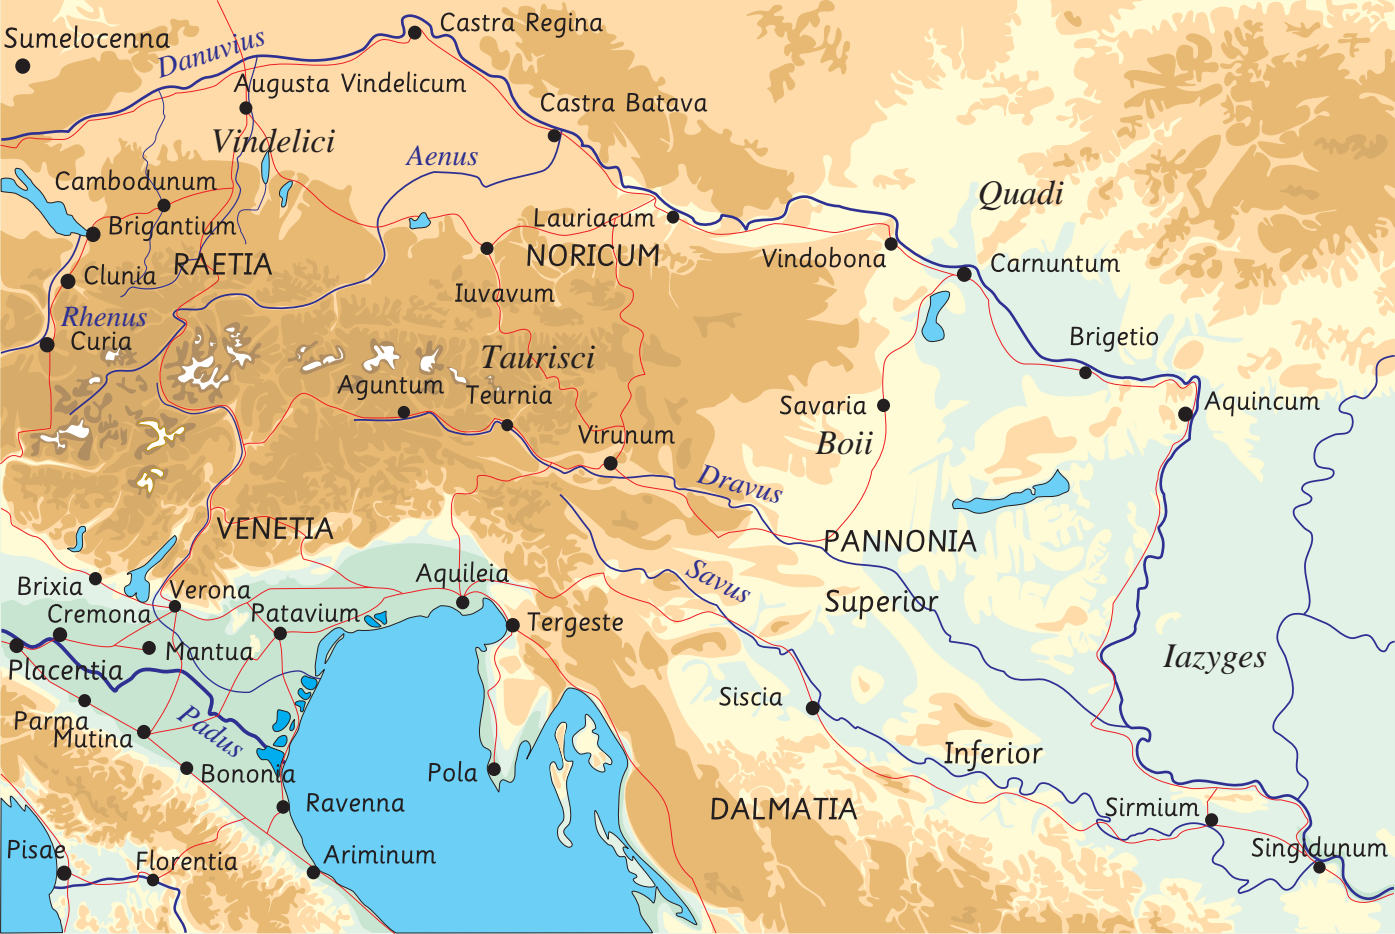 Castra Regina
Sumelocenna
Danuvius
Augusta Vindelicum
Castra Batava
Vindelici
Aenus
Cambodunum
Quadi
Brigantium
Lauriacum
NORICUM
Vindobona
Carnuntum
RAETIA
Clunia
Iuvavum
Rhenus
Curia
Brigetio
Taurisci
Aguntum
Teurnia
Savaria
Aquincum
Virunum
Boii
Dravus
VENETIA
PANNONIA
Aquileia
Savus
Brixia
Verona
Superior
Cremona
Patavium
Tergeste
Mantua
Iazyges
Placentia
Siscia
Parma
Padus
Mutina
Inferior
Bononia
Pola
Ravenna
DALMATIA
Sirmium
Pisae
Florentia
Ariminum
Singidunum